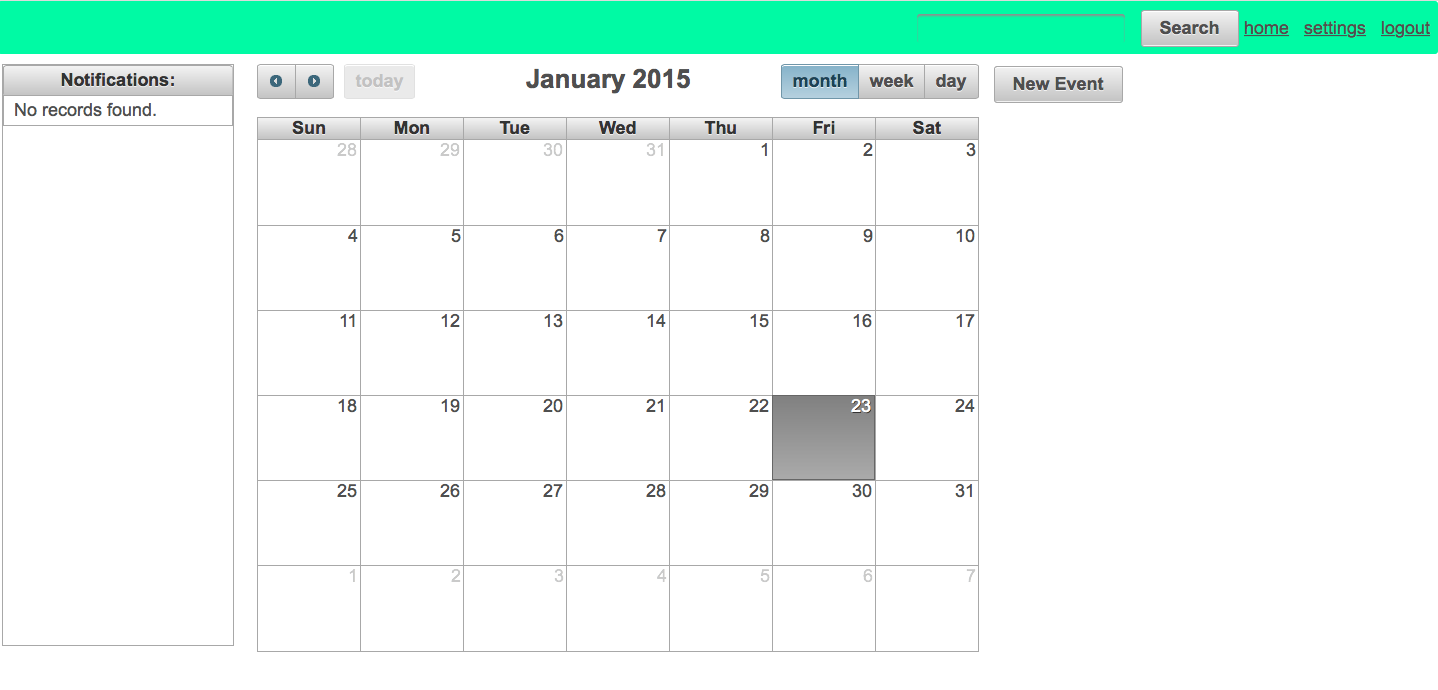 Search home settings logout
Notifications:
No records found.
today January 2015 month week day New Event
Sun Mon Tue Wed Thu Fri Sat
28 29 30 31 1 2 3
4 5 6 7 8 9 10
11 12 13 14 15 16 17
18 19 20 21 22 23 24
25 26 27 28 29 30 31
1 2 3 4 5 6 7